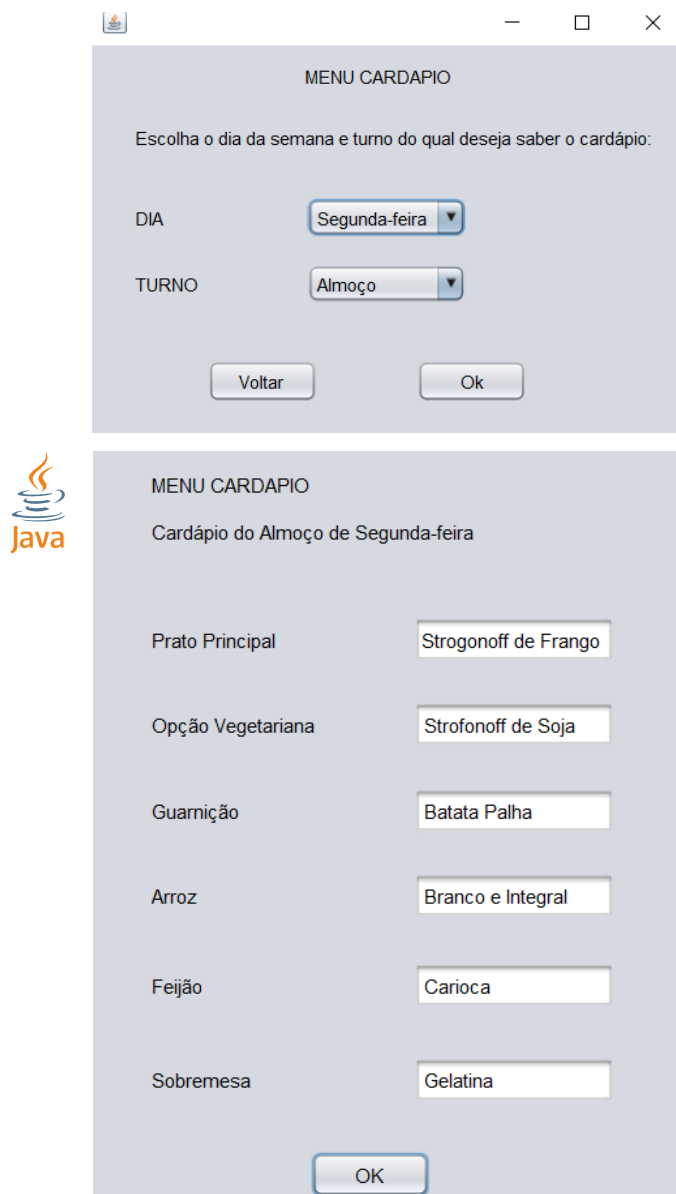 MENU CARDAPIO
Escolha o dia da semana e turno do qual deseja saber o cardápio:
DIA Segunda-feira
TURNO Almoço
Voltar Ok
Java
MENU CARDAPIO
Cardápio do Almoço de Segunda-feira
Prato Principal Strogonoff de Frango
Opção Vegetariana Strofonoff de Soja
Guarnição Batata Palha
Arroz Branco e Integral
Feijão Carioca
Sobremesa Gelatina
OK